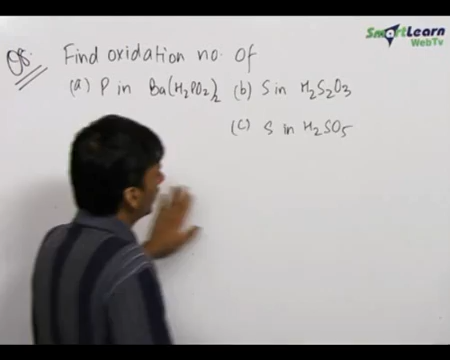 SmartLearn
WebTv
Q8. Find oxidation no. of
(a) P in Ba(H2PO2)2 (b) S in H2S2O3
(c) S in H2SO5